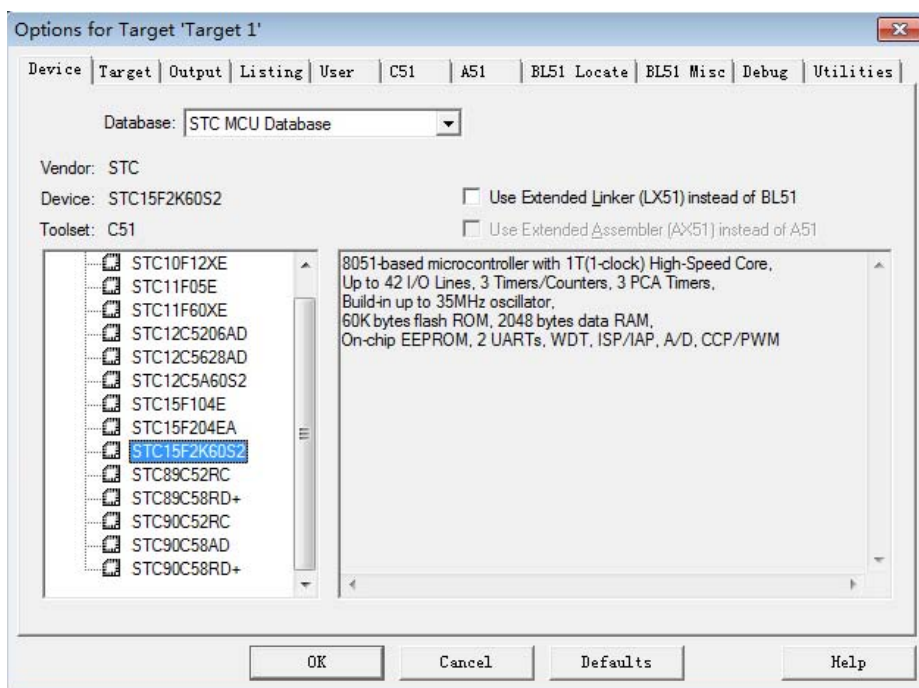 Options for Target 'Target 1'
Device Target Output Listing User C51 A51 BL51 Locate BL51 Misc Debug Utilities
Database: STC MCU Database
Vendor: STC
Device: STC15F2K60S2
Use Extended Linker (LX51) instead of BL51
Toolset: C51
Use Extended Assembler (AX51) instead of A51
STC10F12XE
STC11F05E
STC11F60XE
STC12C5206AD
STC12C5628AD
STC12C5A60S2
STC15F104E
STC15F204EA
STC15F2K60S2
STC89C52RC
STC89C58RD+
STC90C52RC
STC90C58AD
STC90C58RD+
8051-based microcontroller with 1T(1-clock) High-Speed Core,
Up to 42 I/O Lines, 3 Timers/Counters, 3 PCA Timers,
Build-in up to 35MHz oscillator,
60K bytes flash ROM, 2048 bytes data RAM,
On-chip EEPROM, 2 UARTs, WDT, ISP/IAP, A/D, CCP/PWM
OK Cancel Defaults Help